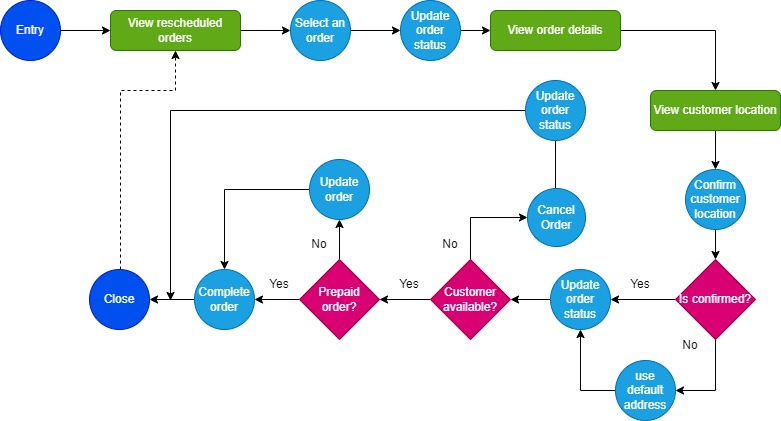 Entry
View rescheduled
orders
Select an
order
Update
order
status
View order details
View customer location
Confirm
customer
location
Is confirmed?
Yes
No
use
default
address
Update
order
status
Customer
available?
No
Cancel
Order
Update
order
status
Yes
Prepaid
order?
No
Update
order
Yes
Complete
order
Close